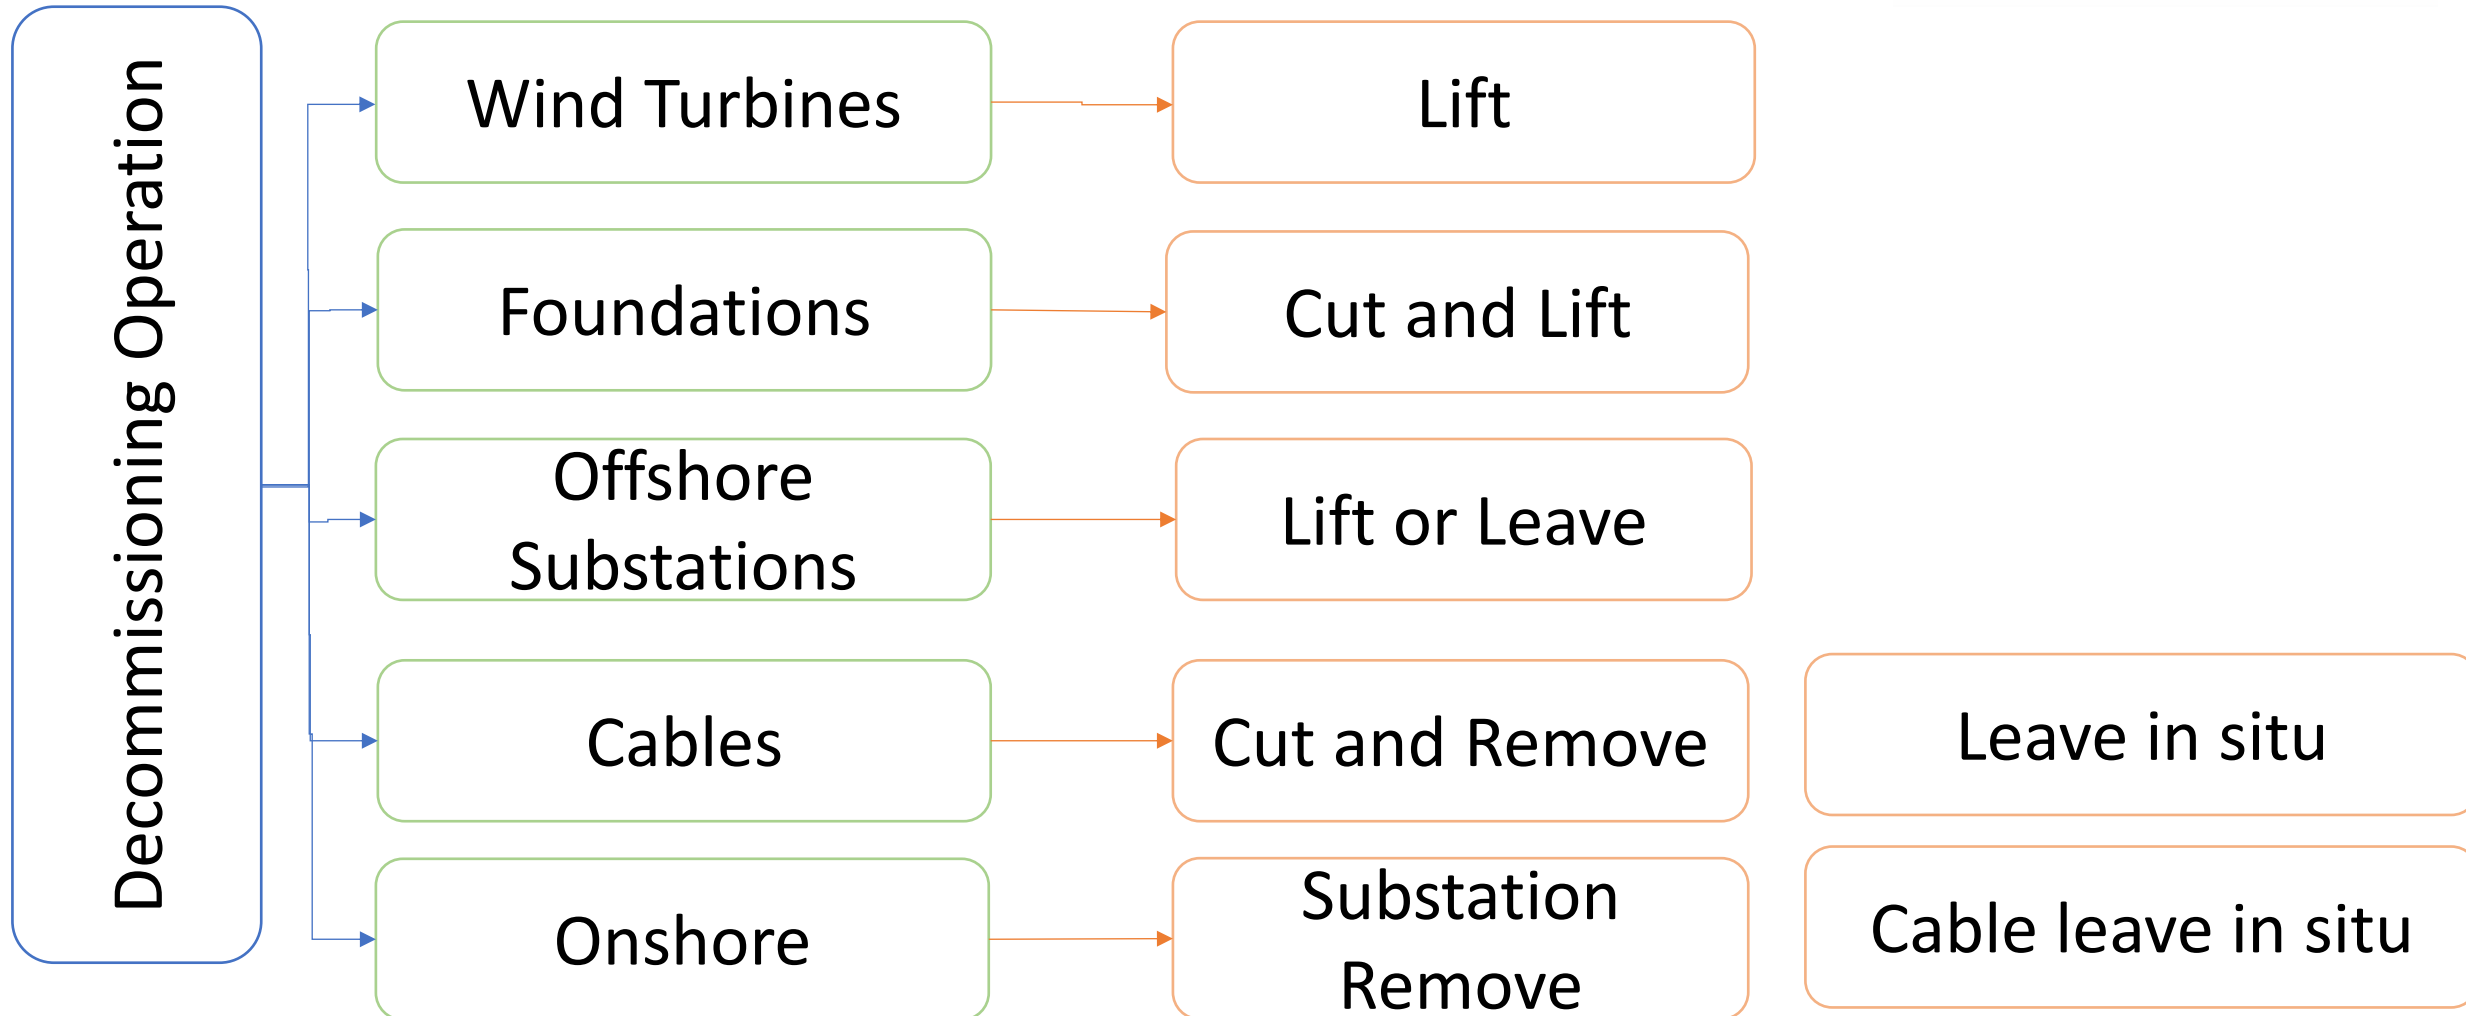 Decommissioning Operation
Wind Turbines
Lift
Foundations
Cut and Lift
Offshore
Substations
Lift or Leave
Cables
Cut and Remove
Leave in situ
Onshore
Substation
Remove
Cable leave in situ